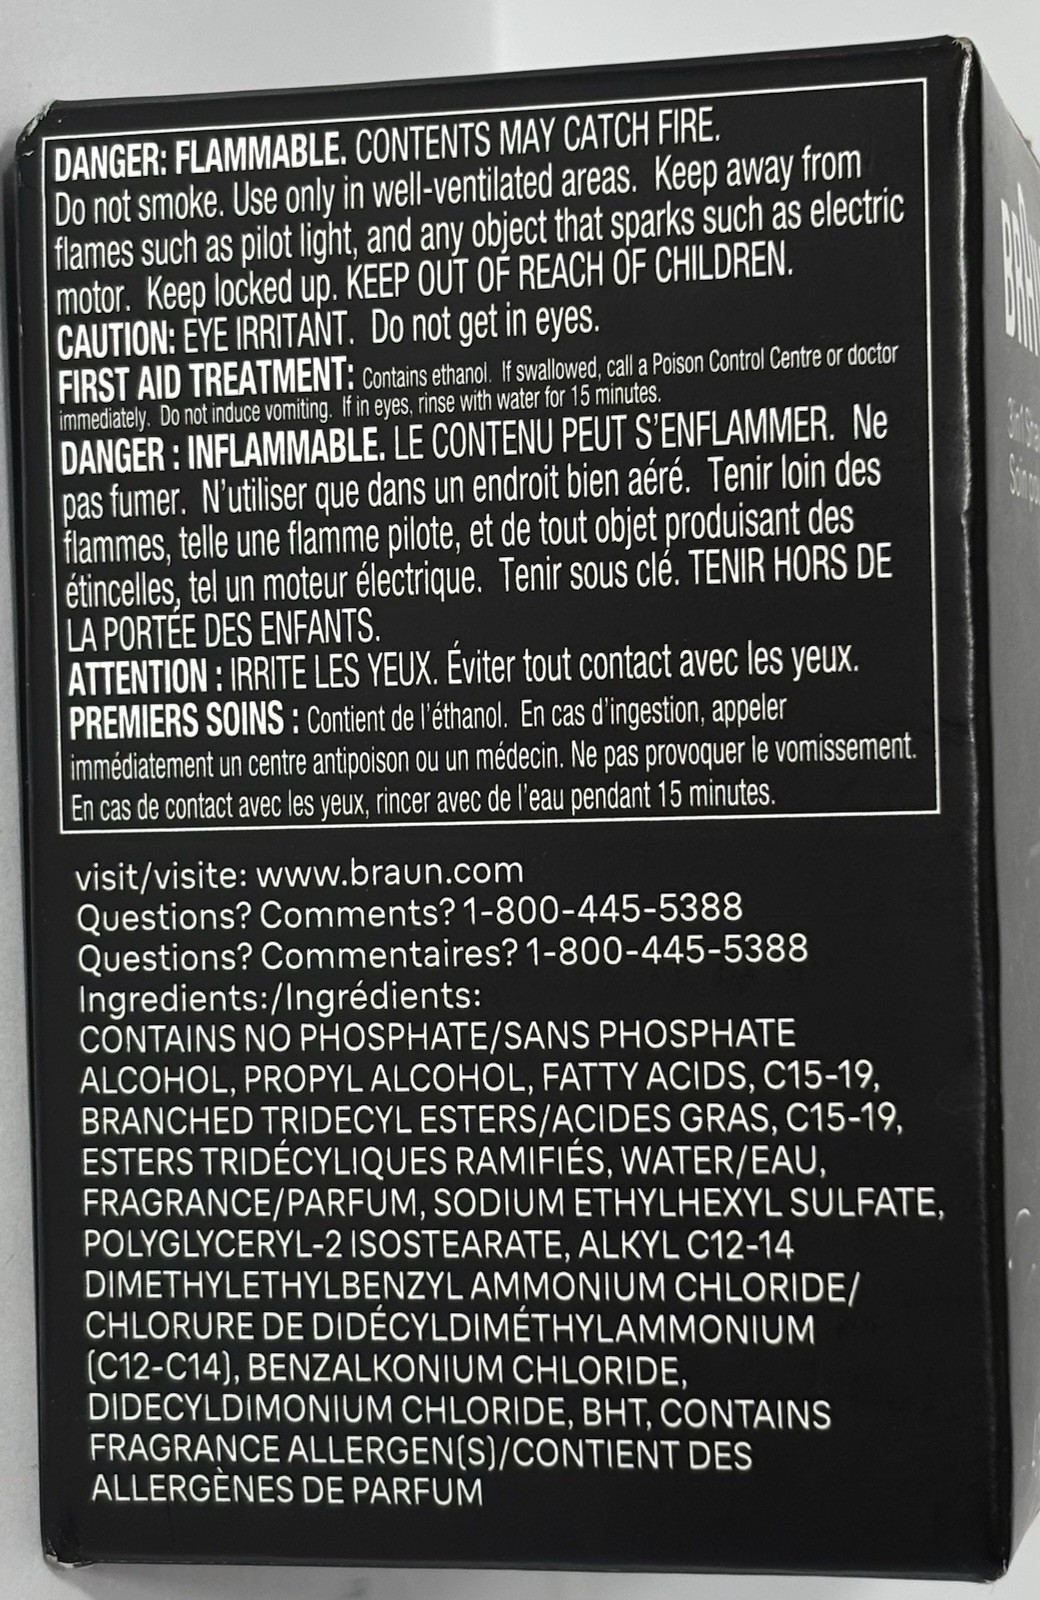 DANGER: FLAMMABLE. CONTENTS MAY CATCH FIRE.
Do not smoke. Use only in well-ventilated areas. Keep away from
flames such as pilot light, and any object that sparks such as electric
motor. Keep locked up. KEEP OUT OF REACH OF CHILDREN.
CAUTION: EYE IRRITANT. Do not get in eyes.
FIRST AID TREATMENT: Contains ethanol. If swallowed, call a Poison Control Centre or doctor
immediately. Do not induce vomiting. If in eyes, rinse with water for 15 minutes.
DANGER : INFLAMMABLE. LE CONTENU PEUT S'ENFLAMMER. Ne
pas fumer. N'utiliser que dans un endroit bien aéré. Tenir loin des
flammes, telle une flamme pilote, et de tout objet produisant des
étincelles, tel un moteur électrique. Tenir sous clé. TENIR HORS DE
LA PORTÉE DES ENFANTS.
ATTENTION : IRRITE LES YEUX. Éviter tout contact avec les yeux.
PREMIERS SOINS : Contient de l'éthanol. En cas d'ingestion, appeler
immédiatement un centre antipoison ou un médecin. Ne pas provoquer le vomissement.
En cas de contact avec les yeux, rincer avec de l'eau pendant 15 minutes.
visit/visite: www.braun.com
Questions? Comments? 1-800-445-5388
Questions? Commentaires? 1-800-445-5388
Ingredients:/Ingrédients:
CONTAINS NO PHOSPHATE/SANS PHOSPHATE
ALCOHOL, PROPYL ALCOHOL, FATTY ACIDS, C15-19,
BRANCHED TRIDECYL ESTERS/ACIDES GRAS, C15-19,
ESTERS TRIDÉCYLIQUES RAMIFIÉS, WATER/EAU,
FRAGRANCE/PARFUM, SODIUM ETHYLHEXYL SULFATE,
POLYGLYCERYL-2 ISOSTEARATE, ALKYL C12-14
DIMETHYLETHYLBENZYL AMMONIUM CHLORIDE/
CHLORURE DE DIDÉCYLDIMÉTHYLAMMONIUM
(C12-C14), BENZALKONIUM CHLORIDE,
DIDECYLDIMONIUM CHLORIDE, BHT, CONTAINS
FRAGRANCE ALLERGEN(S)/CONTIENT DES
ALLERGÈNES DE PARFUM